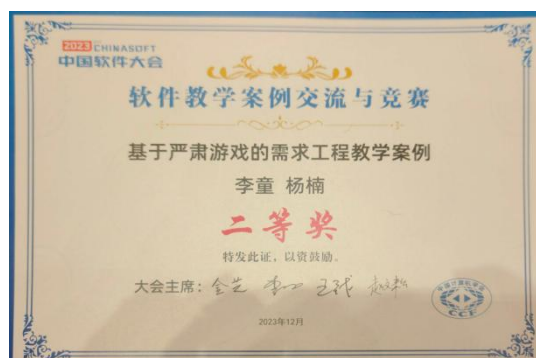 2023 CHINASOFT
中国软件大会
软件教学案例交流与竞赛
基于严肃游戏的需求工程教学案例
李童 杨楠
二等奖
特发此证，以资鼓励。
大会主席：
CCF
2023年12月